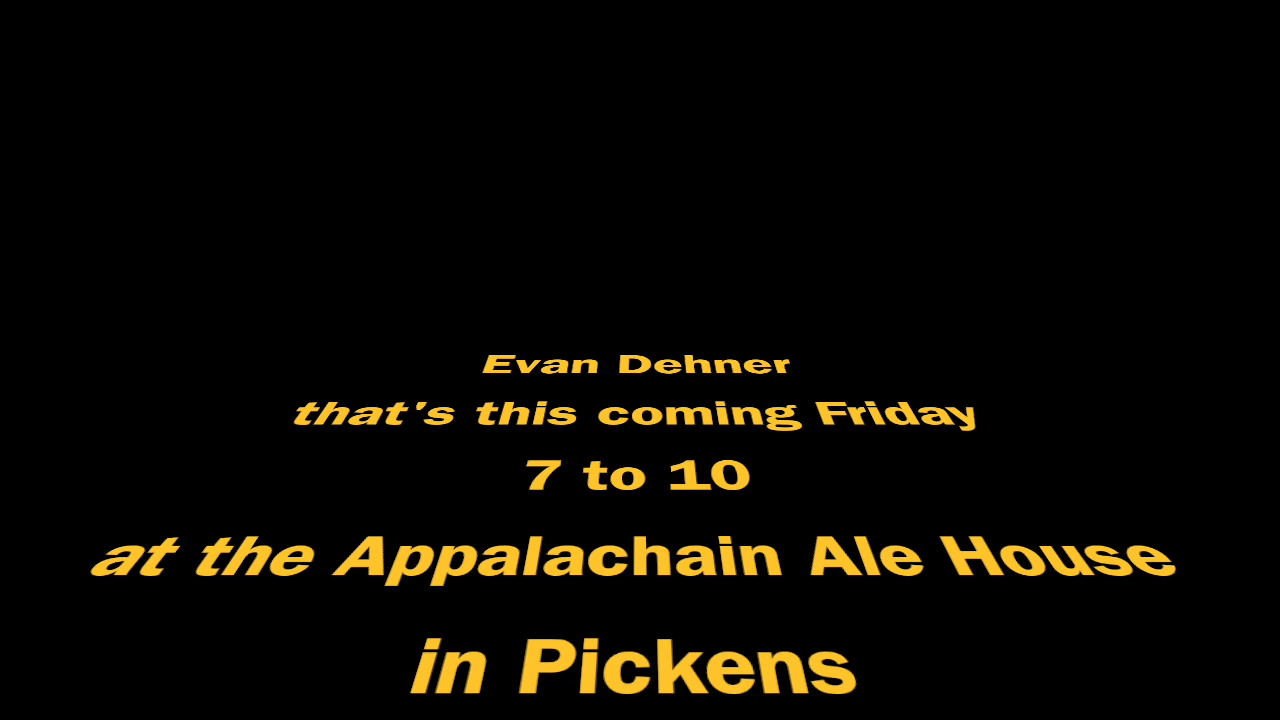 Evan Dehner
that's this coming Friday
7 to 10
at the Appalachain Ale House
in Pickens